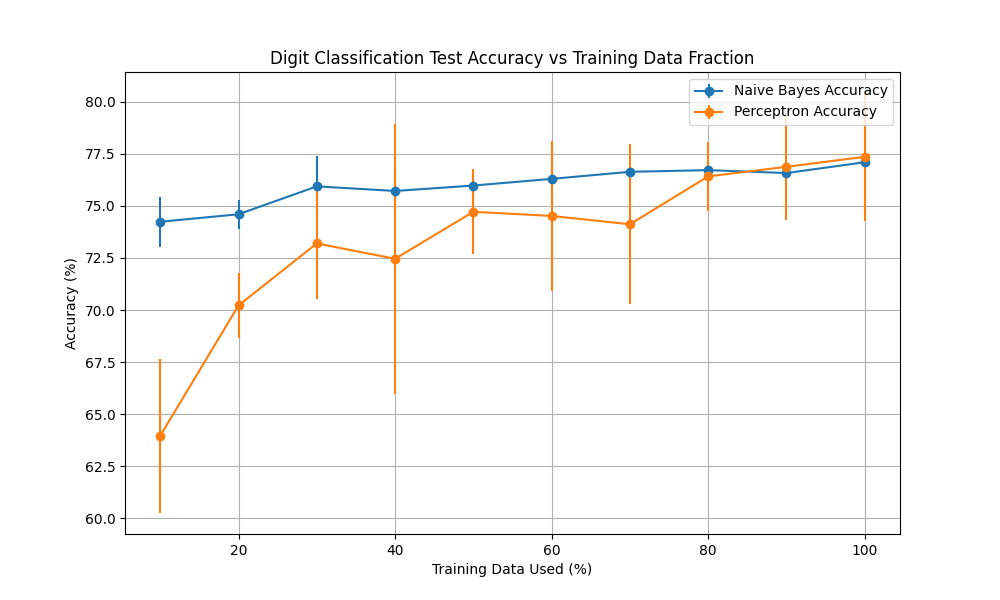 Digit Classification Test Accuracy vs Training Data Fraction
Naive Bayes Accuracy
Perceptron Accuracy
Accuracy (%)
80.0
77.5
75.0
72.5
70.0
67.5
65.0
62.5
60.0
20 40 60 80 100
Training Data Used (%)